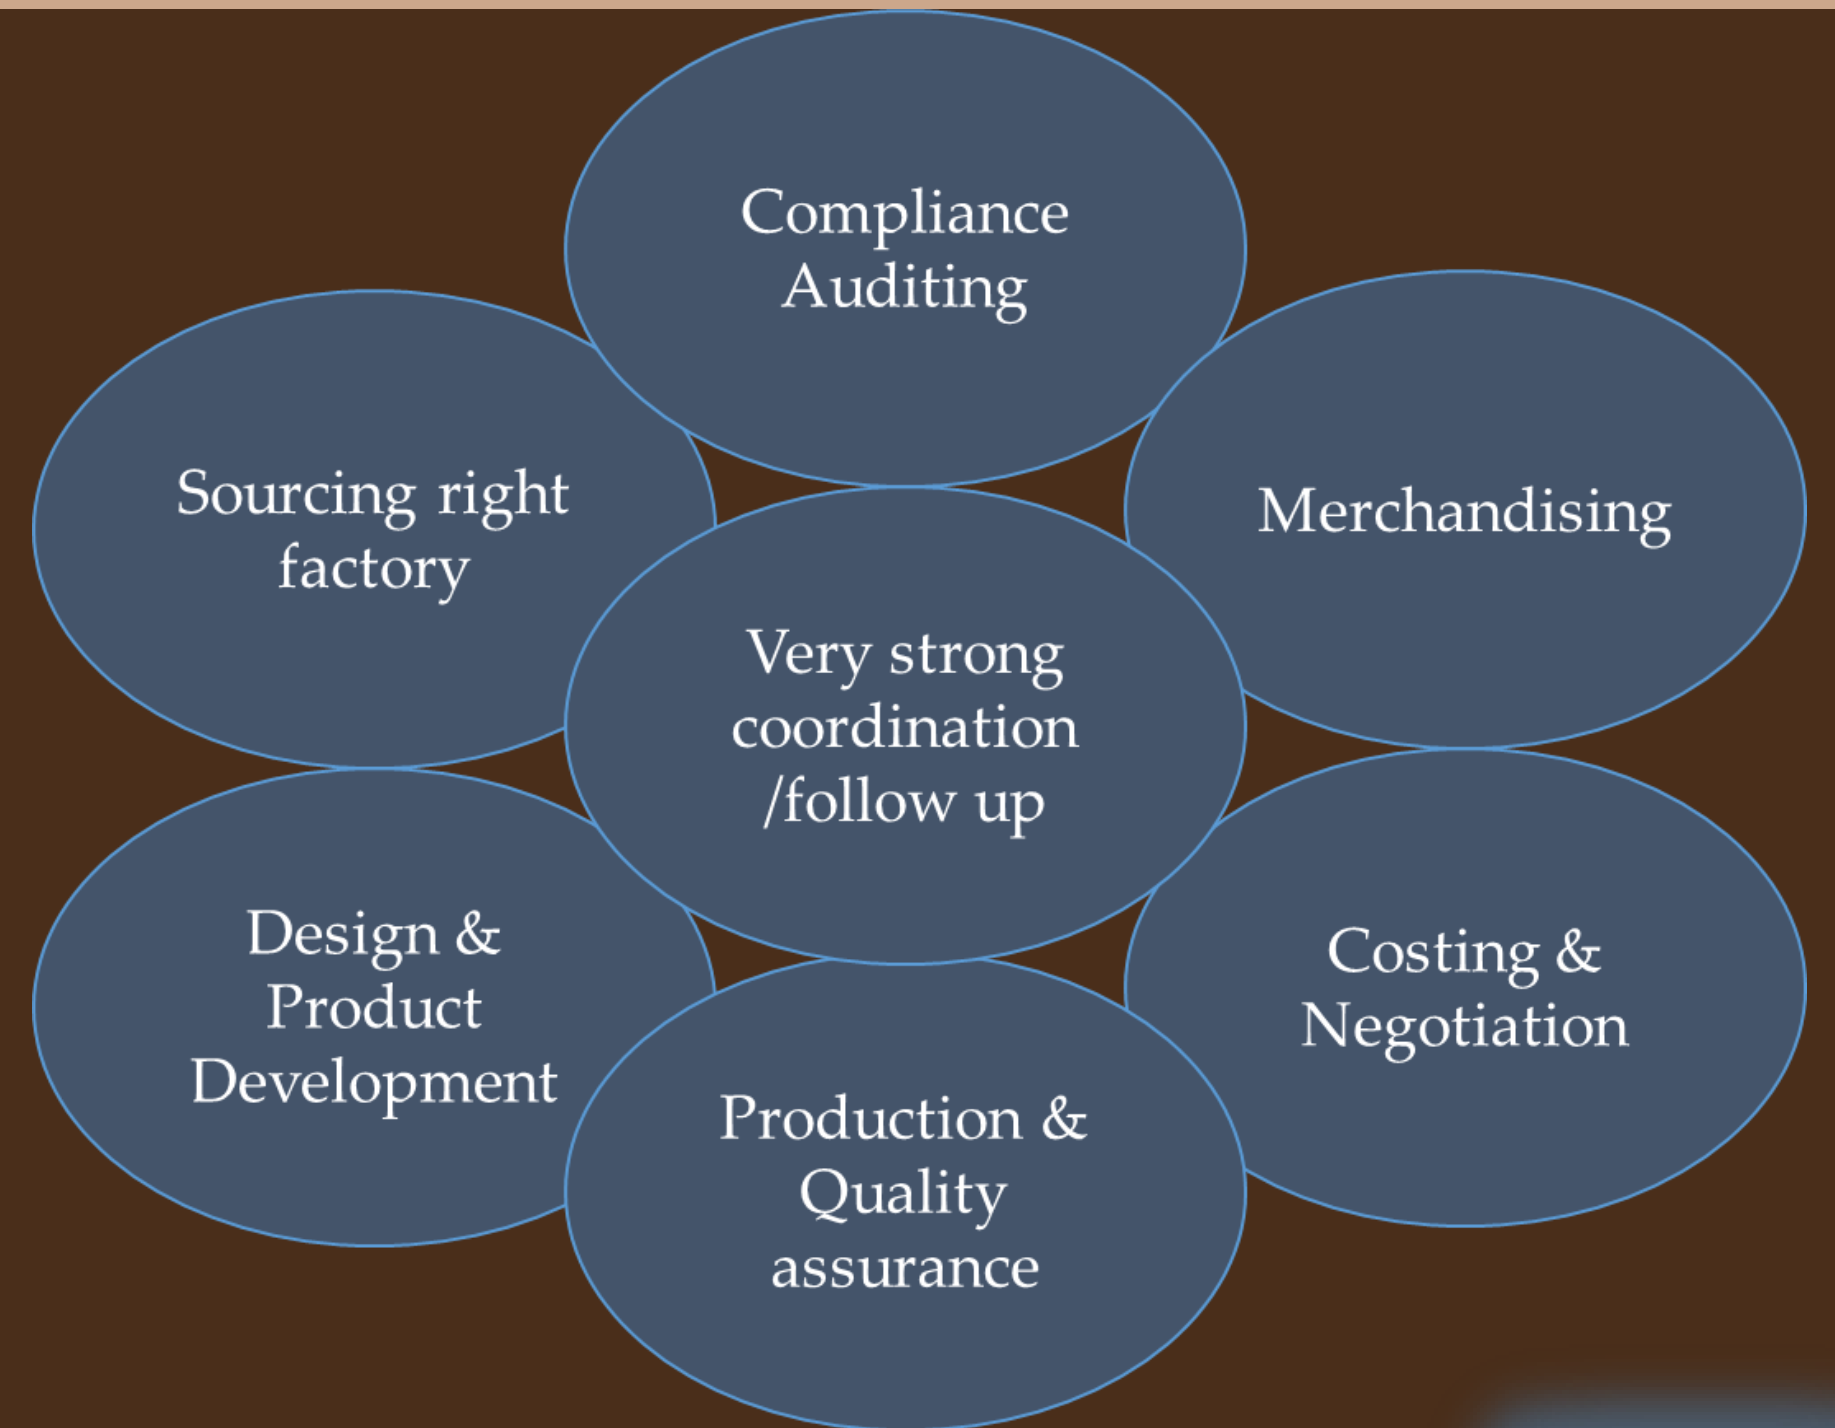 Compliance
Auditing
Sourcing right
factory
Merchandising
Very strong
coordination
/follow up
Design &
Product
Development
Costing &
Negotiation
Production &
Quality
assurance